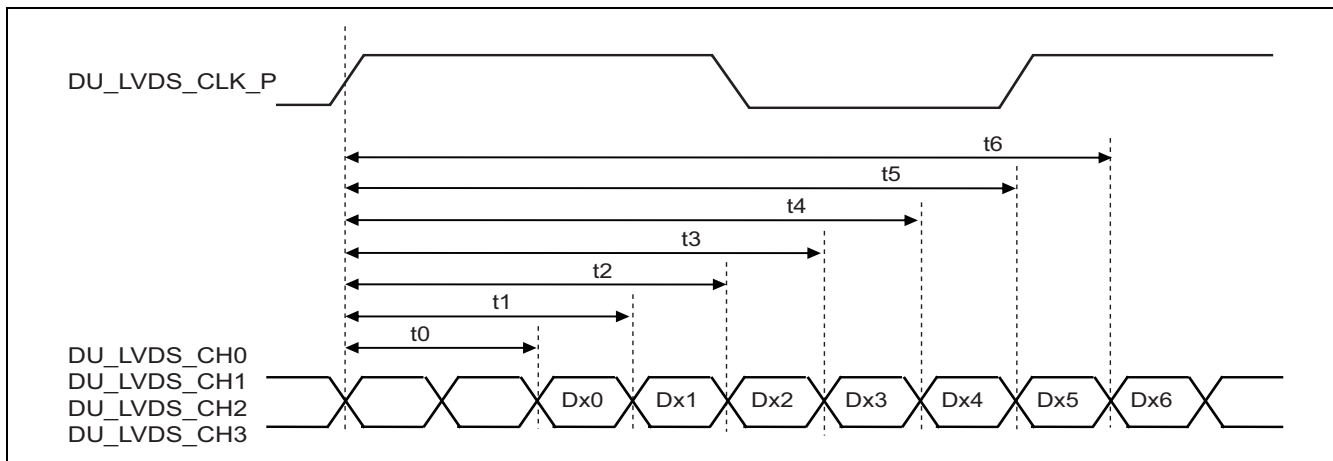 DU_LVDS_CLK_P
t6
t5
t4
t3
t2
t1
t0
DU_LVDS_CH0
DU_LVDS_CH1
DU_LVDS_CH2
DU_LVDS_CH3
Dx0 Dx1 Dx2 Dx3 Dx4 Dx5 Dx6